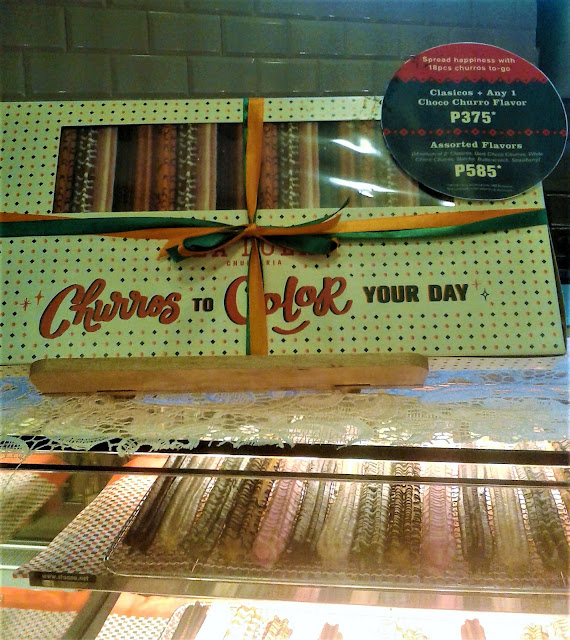 Spread happiness with
18pcs churros to-go
Clasicos + Any 1
Choco Churro Flavor
P375*
Assorted Flavors
P585*
CHURRERIA
Churros TO COLOR YOUR DAY